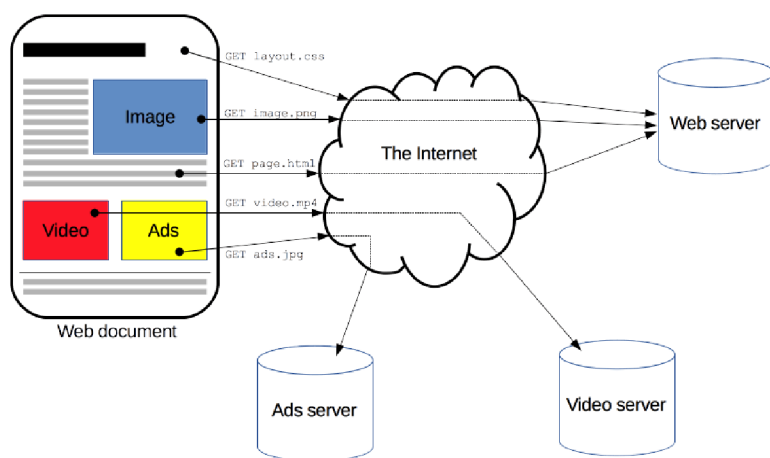 GET layout.css
Image
GET image.png
Web server
The Internet
GET page.html
GET video.mp4
Video
Ads
GET ads.jpg
Web document
Ads server
Video server